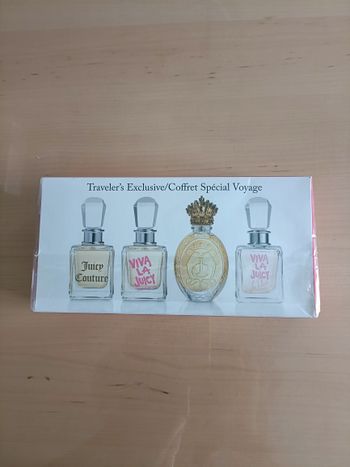 Traveler's Exclusive/Coffret Spécial Voyage
Juicy
Couture
VIVA
LA
JUICY
VIVA
LA
JUICY